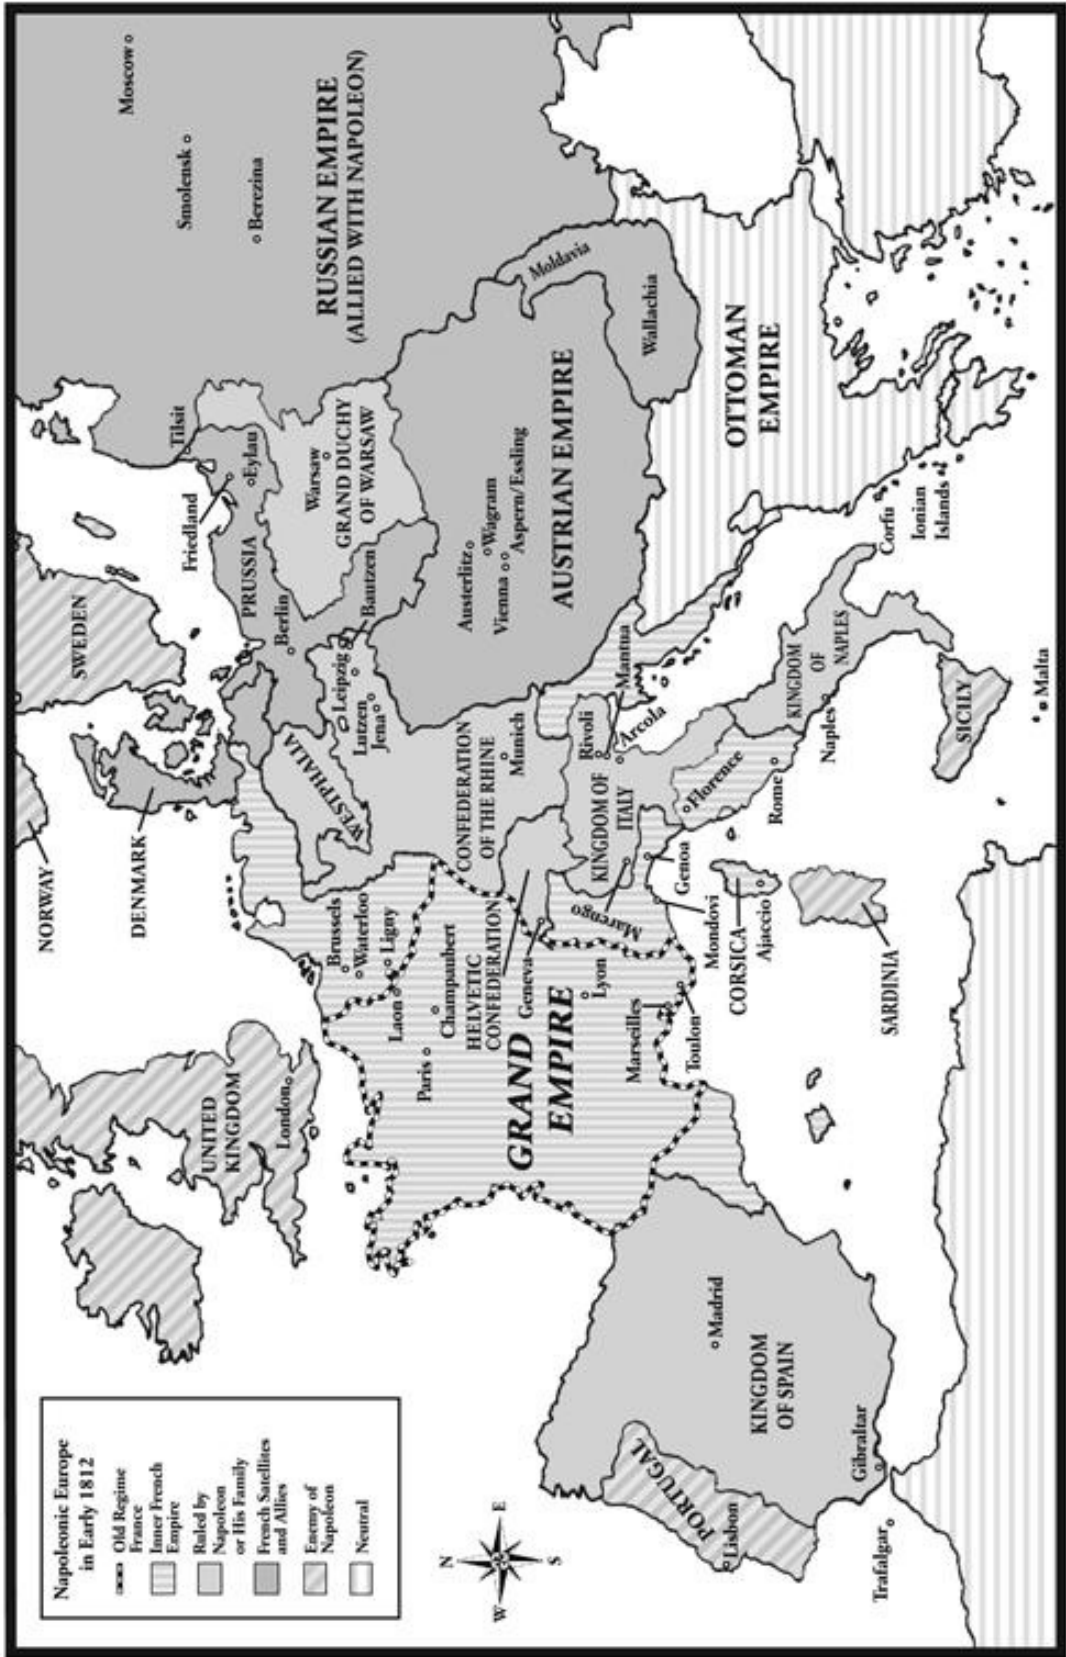 Napoleonic Europe
in Early 1812
Old Regime
France
Inner French
Empire
Ruled by
Napoleon
or His Family
French Satellites
and Allies
Enemy of
Napoleon
Neutral
N
W
E
S
NORWAY
SWEDEN
DENMARK
UNITED
KINGDOM
London
Moscow
Smolensk
Berezina
RUSSIAN EMPIRE
(ALLIED WITH NAPOLEON)
Tilsit
Friedland
Eylau
PRUSSIA
Berlin
Warsaw
GRAND DUCHY
OF WARSAW
Bautzen
Leipzig
Lutzen
Jena
WESTPHALIA
Brussels
Waterloo
Ligny
Laon
Champaubert
Paris
HELVETIC
CONFEDERATION
Geneva
GRAND
EMPIRE
Lyon
Marseilles
Toulon
CONFEDERATION
OF THE RHINE
Munich
Austerlitz
Wagram
Vienna
Aspern/Essling
AUSTRIAN EMPIRE
Moldavia
Wallachia
OTTOMAN
EMPIRE
KINGDOM OF
ITALY
Rivoli
Mantua
Arcola
Marengo
Genoa
Mondovi
Florence
Rome
CORSICA
Ajaccio
SARDINIA
KINGDOM
OF
NAPLES
Naples
SICILY
Malta
Corfu
Ionian
Islands
PORTUGAL
Lisbon
Madrid
KINGDOM
OF SPAIN
Gibraltar
Trafalgar